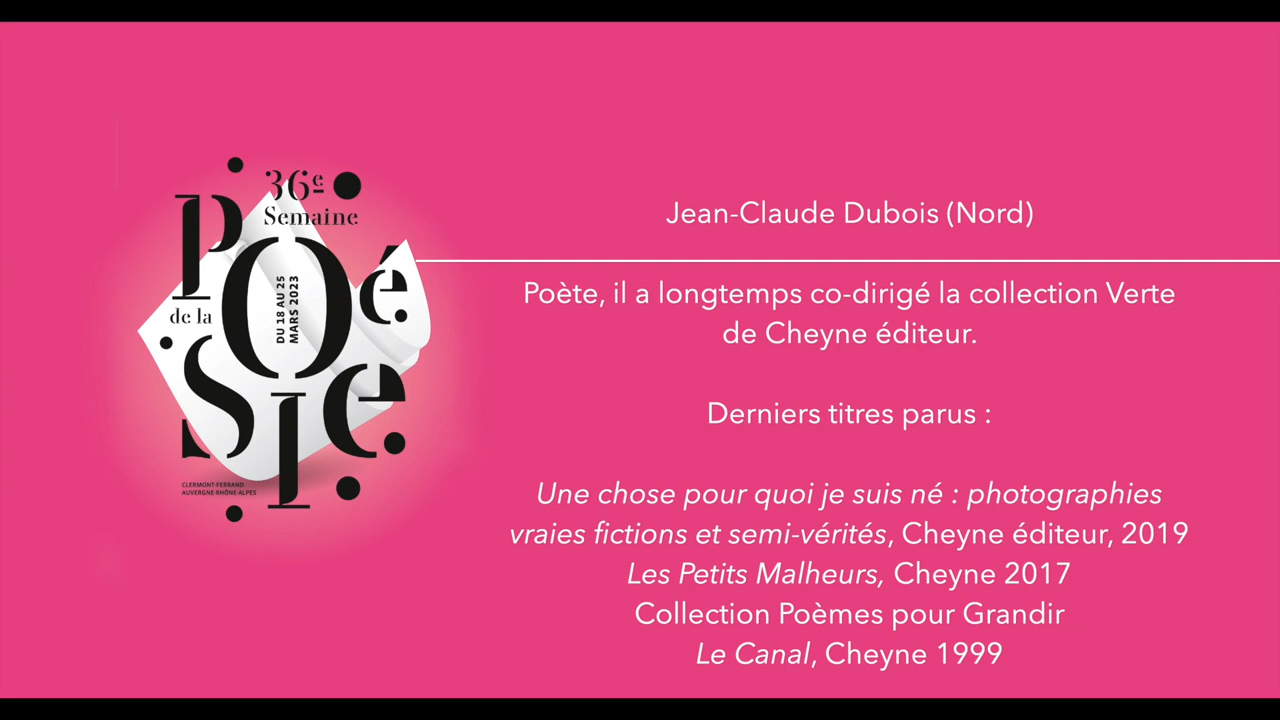 36e
Semaine
de la
Poésie
DU 18 AU 25
MARS 2023
CLERMONT-FERRAND
AUVERGNE-RHÔNE-ALPES
Jean-Claude Dubois (Nord)
Poète, il a longtemps co-dirigé la collection Verte
de Cheyne éditeur.
Derniers titres parus :
Une chose pour quoi je suis né : photographies
vraies fictions et semi-vérités, Cheyne éditeur, 2019
Les Petits Malheurs, Cheyne 2017
Collection Poèmes pour Grandir
Le Canal, Cheyne 1999